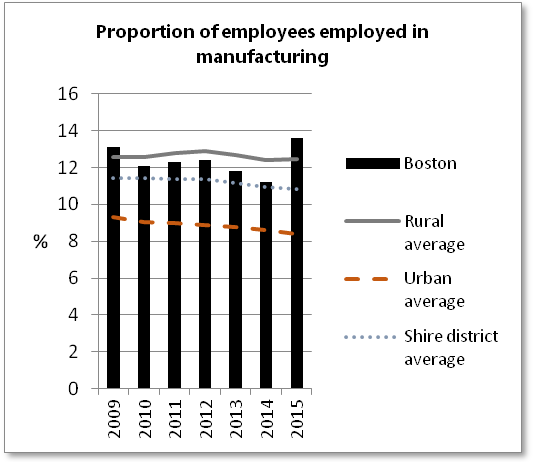 Proportion of employees employed in
manufacturing
16
14
12
10
8
6
4
2
0
%
2009
2010
2011
2012
2013
2014
2015
Boston
Rural
average
Urban
average
Shire district
average